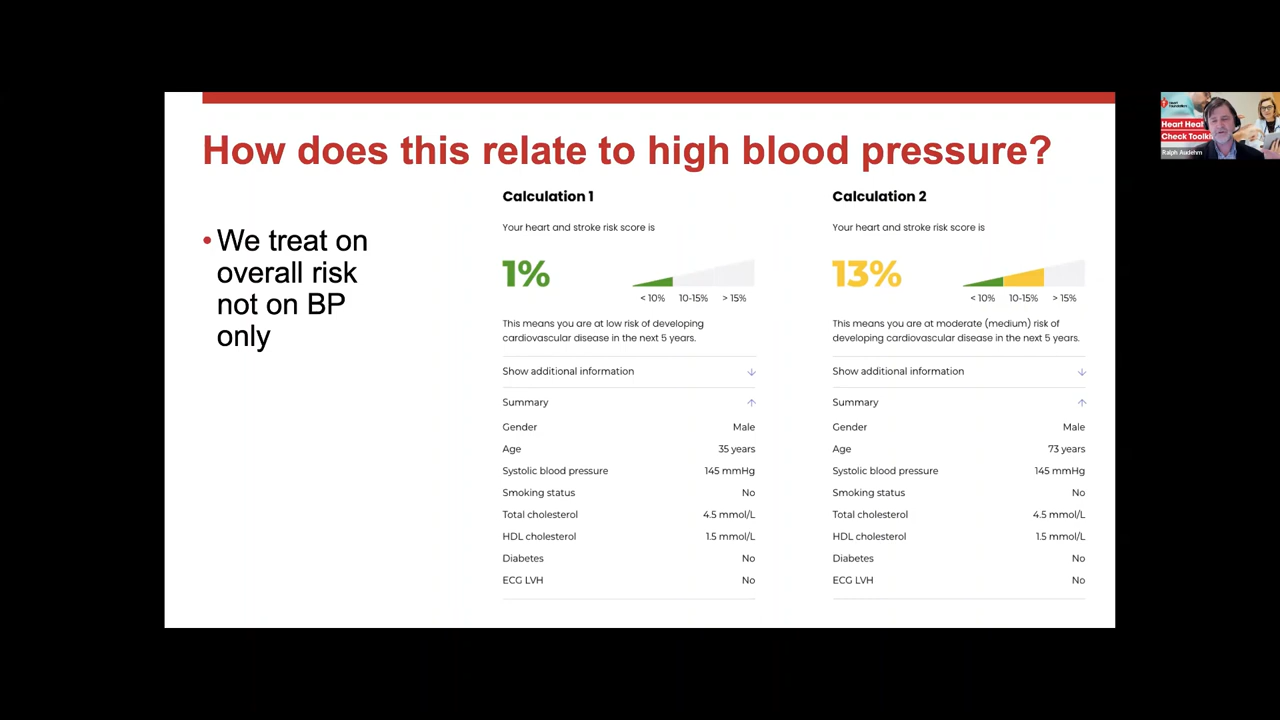 How does this relate to high blood pressure?
• We treat on
overall risk
not on BP
only
Calculation 1
Your heart and stroke risk score is
1%
< 10% 10-15% > 15%
This means you are at low risk of developing
cardiovascular disease in the next 5 years.
Show additional information ↓
Summary ↑
Gender Male
Age 35 years
Systolic blood pressure 145 mmHg
Smoking status No
Total cholesterol 4.5 mmol/L
HDL cholesterol 1.5 mmol/L
Diabetes No
ECG LVH No
Calculation 2
Your heart and stroke risk score is
13%
< 10% 10-15% > 15%
This means you are at moderate (medium) risk of
developing cardiovascular disease in the next 5 years.
Show additional information ↓
Summary ↑
Gender Male
Age 73 years
Systolic blood pressure 145 mmHg
Smoking status No
Total cholesterol 4.5 mmol/L
HDL cholesterol 1.5 mmol/L
Diabetes No
ECG LVH No
Heart
Foundation
Heart Heal
Check Toolk
Ralph Audehm